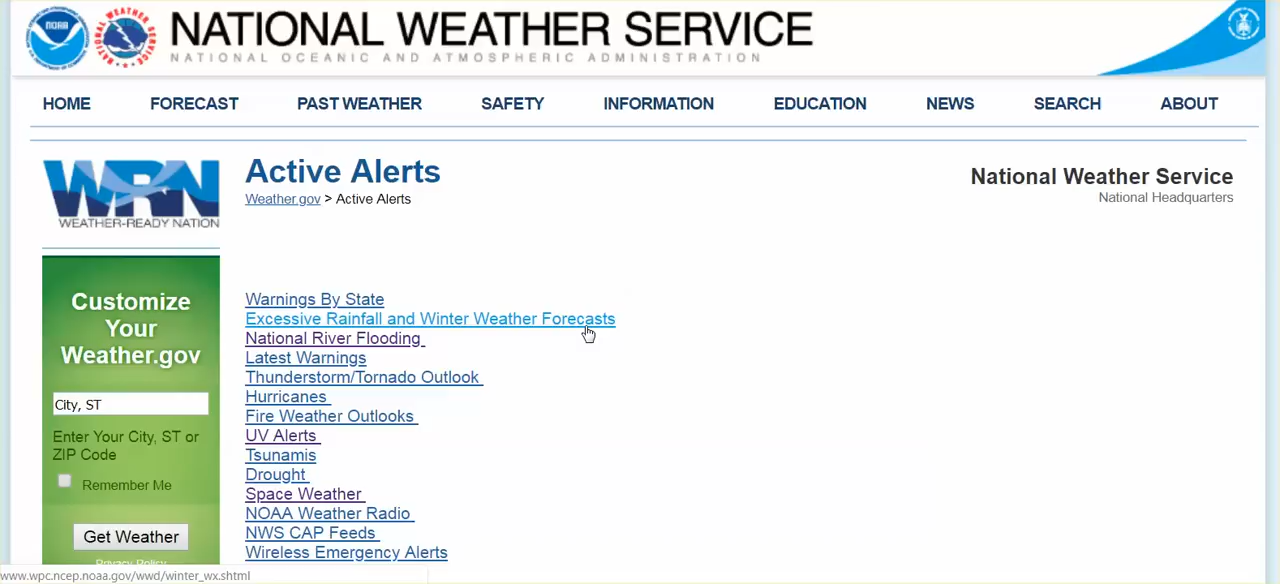 NOAA
NATIONAL WEATHER SERVICE
NATIONAL OCEANIC AND ATMOSPHERIC ADMINISTRATION
HOME FORECAST PAST WEATHER SAFETY INFORMATION EDUCATION NEWS SEARCH ABOUT
WRN
WEATHER-READY NATION
Active Alerts
Weather.gov > Active Alerts
National Weather Service
National Headquarters
Customize
Your
Weather.gov
City, ST
Enter Your City, ST or
ZIP Code
Remember Me
Get Weather
Privacy Policy
Warnings By State
Excessive Rainfall and Winter Weather Forecasts
National River Flooding
Latest Warnings
Thunderstorm/Tornado Outlook
Hurricanes
Fire Weather Outlooks
UV Alerts
Tsunamis
Drought
Space Weather
NOAA Weather Radio
NWS CAP Feeds
Wireless Emergency Alerts
www.wpc.ncep.noaa.gov/wwd/winter_wx.shtml